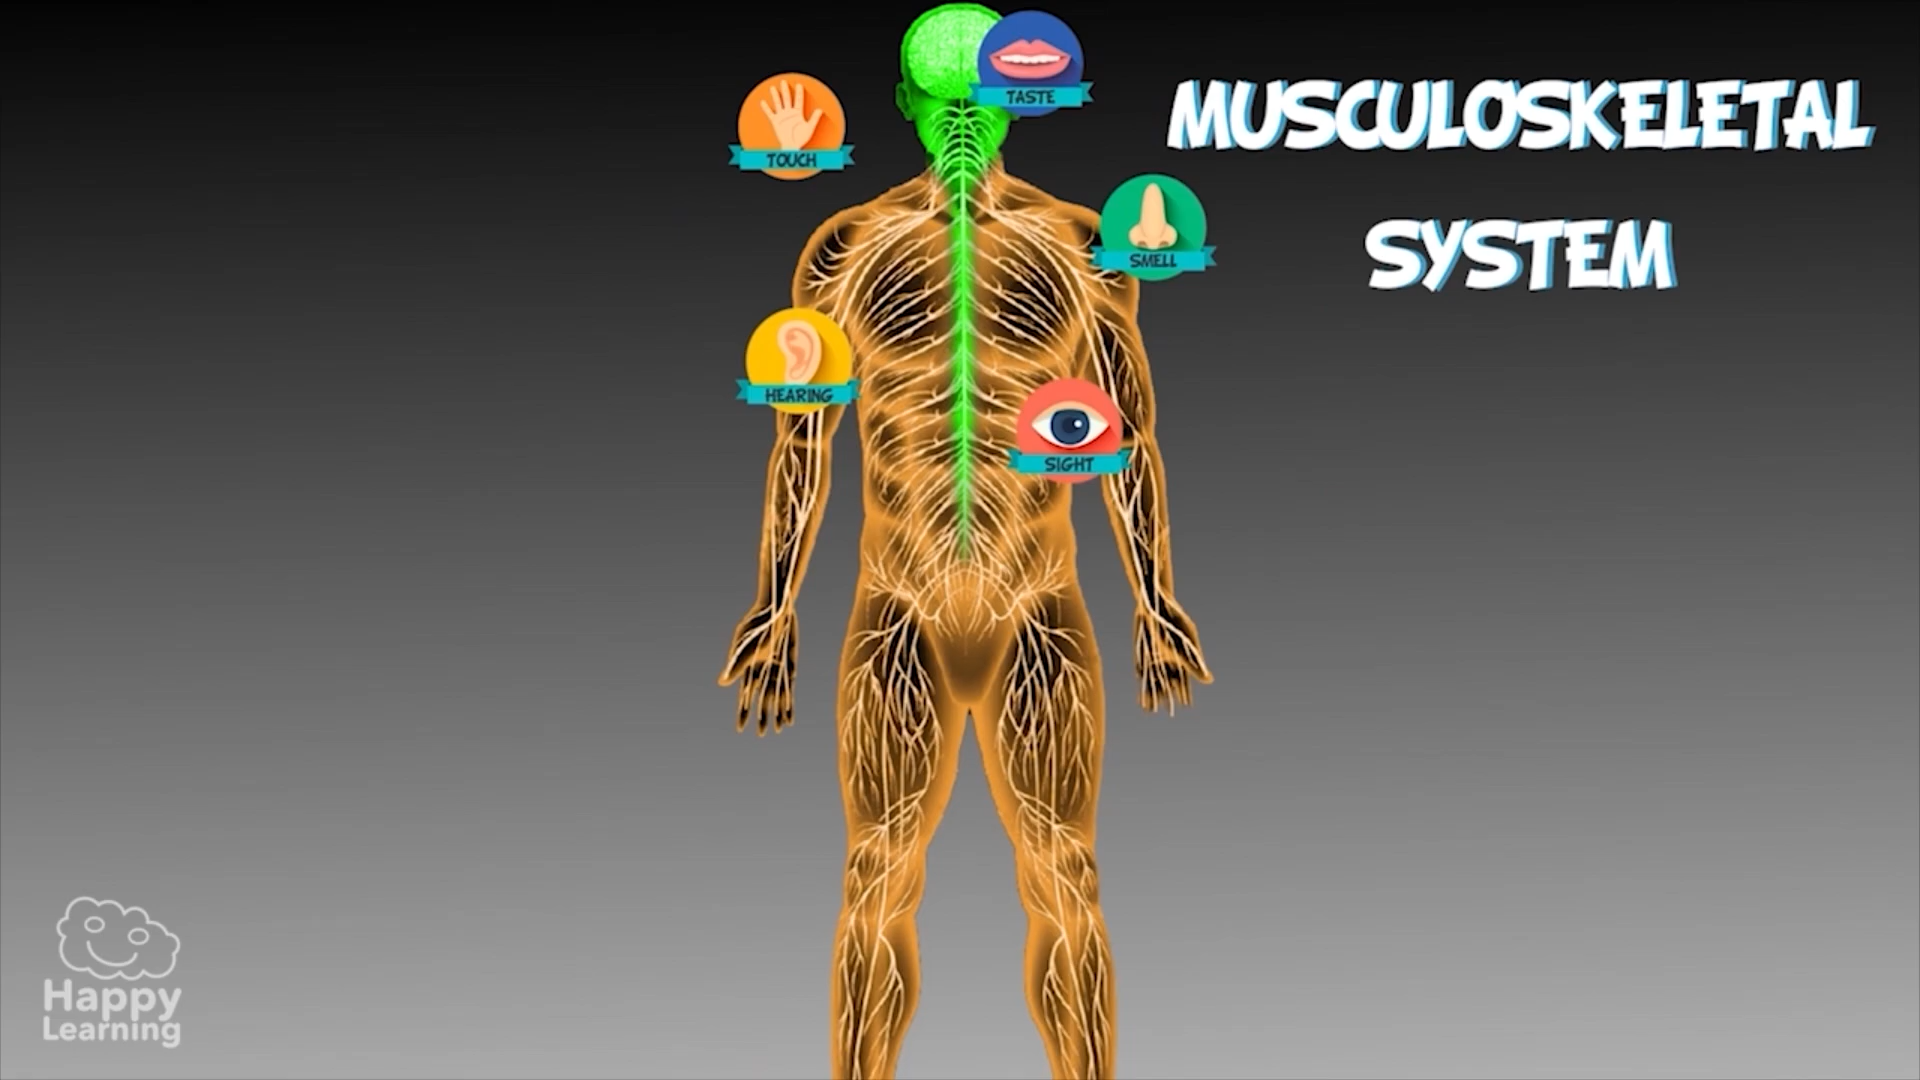 TASTE
TOUCH
MUSCULOSKELETAL
SYSTEM
SMELL
HEARING
SIGHT
Happy
Learning